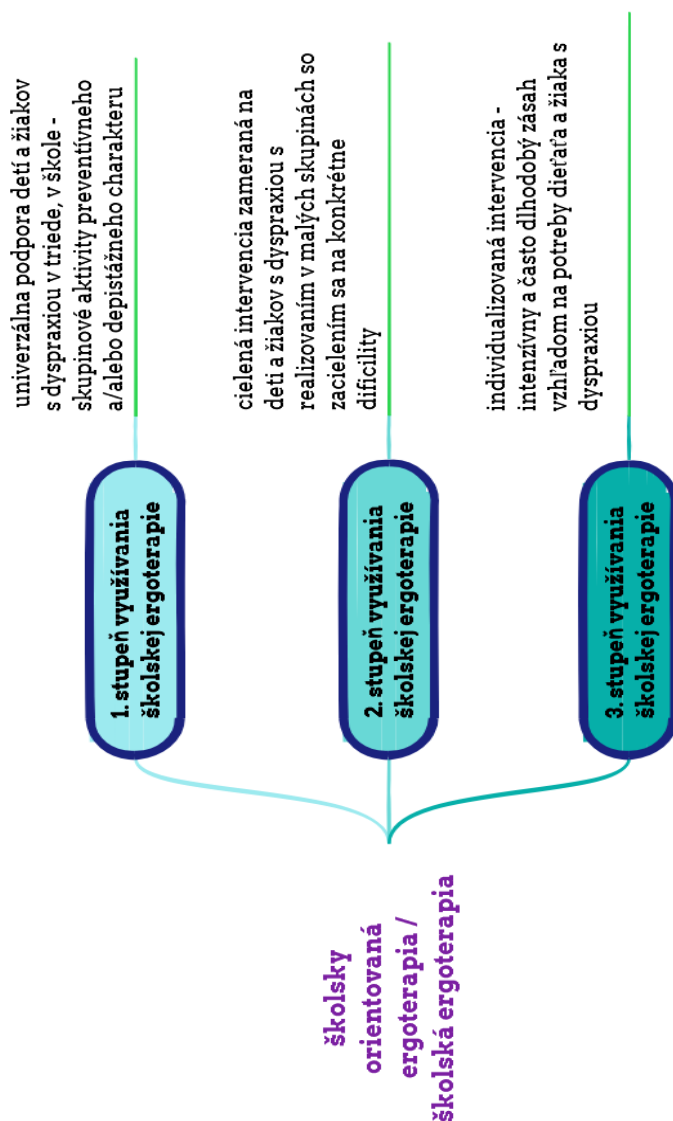 školsky
orientovaná
ergoterapia /
školská ergoterapia
1. stupeň využívania
školskej ergoterapie
univerzálna podpora detí a žiakov
s dyspraxiou v triede, v škole -
skupinové aktivity preventívneho
a/alebo depistážneho charakteru
2. stupeň využívania
školskej ergoterapie
cielená intervencia zameraná na
deti a žiakov s dyspraxiou s
realizovaním v malých skupinách so
zacielením sa na konkrétne
dificility
3. stupeň využívania
školskej ergoterapie
individualizovaná intervencia -
intenzívny a často dlhodobý zásah
vzhľadom na potreby dieťaťa a žiaka s
dyspraxiou